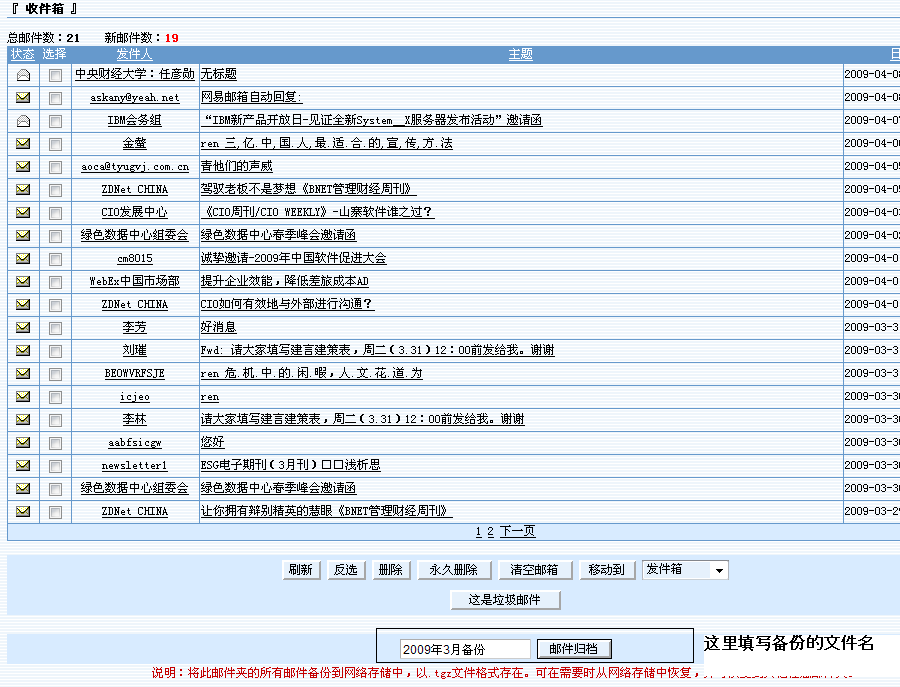 『 收件箱 』
总邮件数：21 新邮件数：19
状态 选择 发件人 主题
中央财经大学：任彦勋 无标题 2009-04-0
askany@yeah.net 网易邮箱自动回复: 2009-04-0
IBM会务组 “IBM新产品开放日-见证全新System__X服务器发布活动”邀请函 2009-04-0
金鳌 ren 三,亿.中,国.人,最.适.合.的,宣,传,方.法 2009-04-0
aoca@tyugvj.com.cn 青他们的声威 2009-04-0
ZDNet CHINA 驾驭老板不是梦想《BNET管理财经周刊》 2009-04-0
CIO发展中心 《CIO周刊/CIO WEEKLY》-山寨软件谁之过？ 2009-04-0
绿色数据中心组委会 绿色数据中心春季峰会邀请函 2009-04-0
cm8015 诚挚邀请-2009年中国软件促进大会 2009-04-0
WebEx中国市场部 提升企业效能，降低差旅成本AD 2009-04-0
ZDNet CHINA CIO如何有效地与外部进行沟通？ 2009-04-0
李芳 好消息 2009-03-3
刘璀 Fwd: 请大家填写建言建策表，周二（3.31）12：00前发给我。谢谢 2009-03-3
BEOWVRFSJE ren 危.机.中.的.闲.暇，人.文.花.道.为 2009-03-3
icjeo ren 2009-03-3
李林 请大家填写建言建策表，周二（3.31）12：00前发给我。谢谢 2009-03-3
aabfsicgw 您好 2009-03-3
newsletter1 ESG电子期刊（3月刊）口口浅析思 2009-03-3
绿色数据中心组委会 绿色数据中心春季峰会邀请函 2009-03-3
ZDNet CHINA 让你拥有辩别精英的慧眼《BNET管理财经周刊》 2009-03-2
1 2 下一页
刷新 反选 删除 永久删除 清空邮箱 移动到 发件箱
这是垃圾邮件
2009年3月备份 邮件归档 这里填写备份的文件名
说明：将此邮件夹的所有邮件备份到网络存储中，以.tgz文件格式存在。可在需要时从网络存储中恢复，